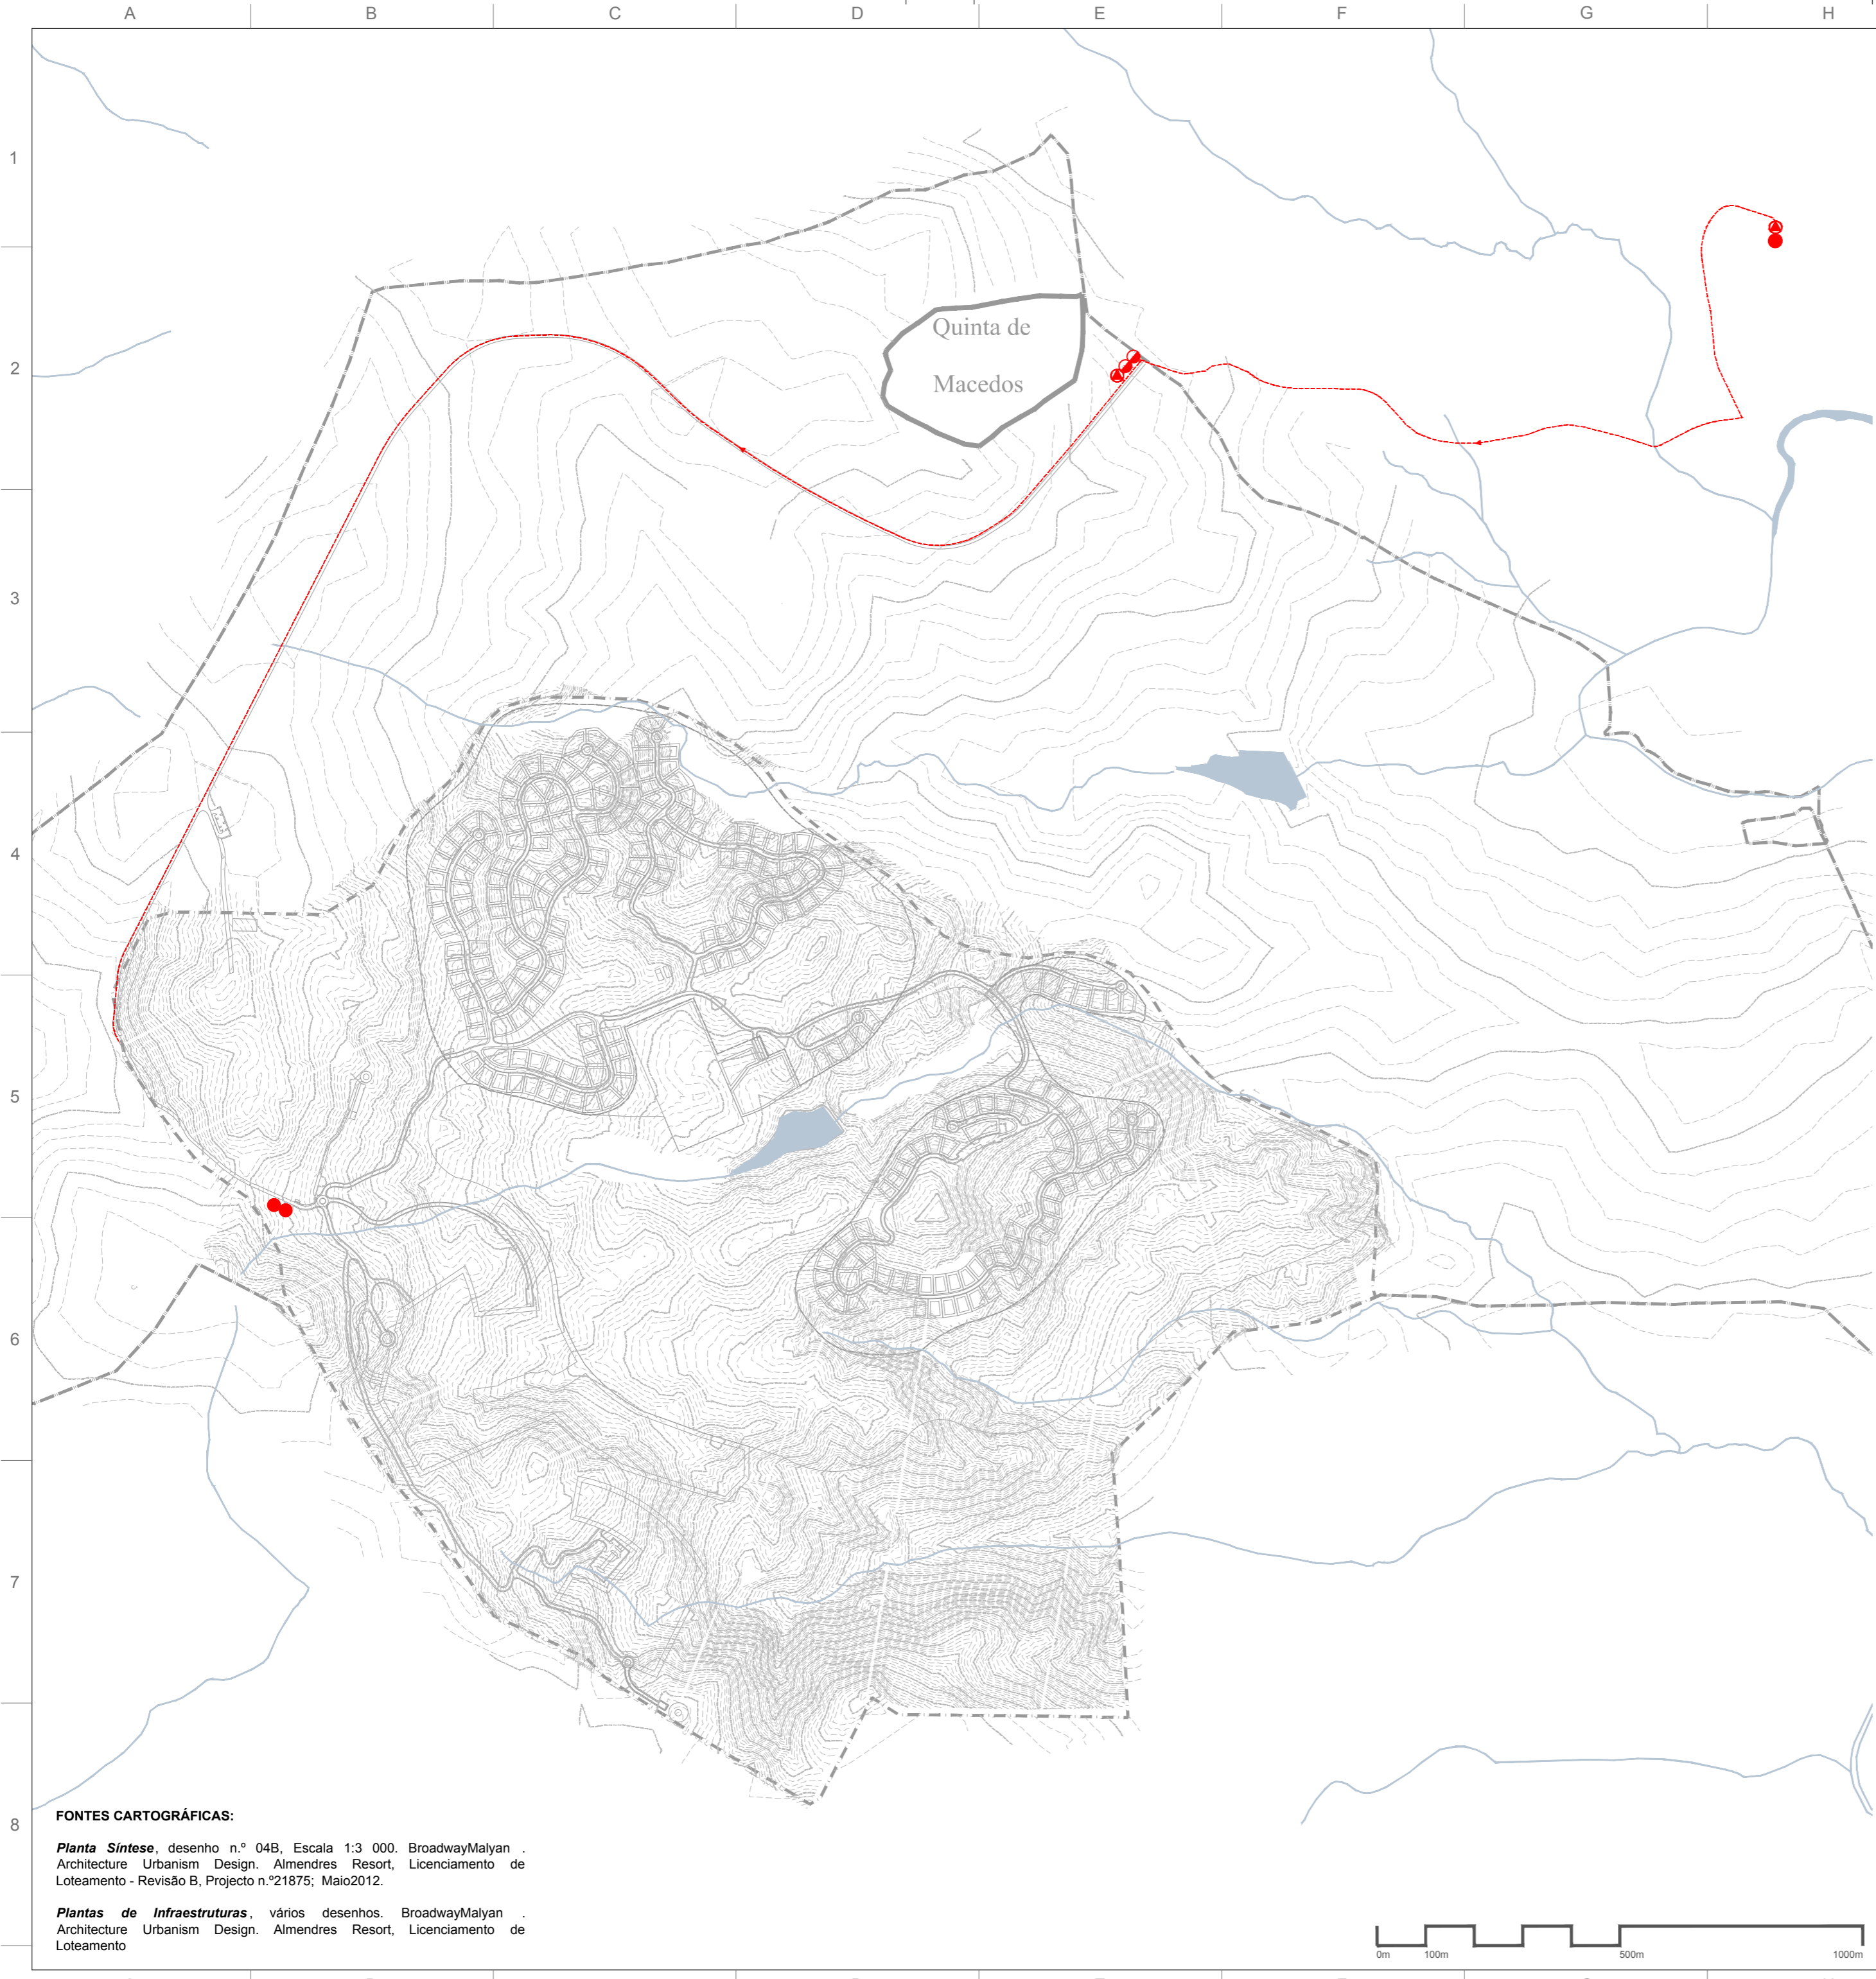 A B C D E F G H
1
Quinta de
2
Macedos
3
4
5
6
7
8
FONTES CARTOGRÁFICAS:
Planta Síntese, desenho n.º 04B, Escala 1:3 000. BroadwayMalyan .
Architecture Urbanism Design. Almendres Resort, Licenciamento de
Loteamento - Revisão B, Projecto n.º21875; Maio2012.
Plantas de Infraestruturas, vários desenhos. BroadwayMalyan .
Architecture Urbanism Design. Almendres Resort, Licenciamento de
Loteamento
0m 100m 500m 1000m